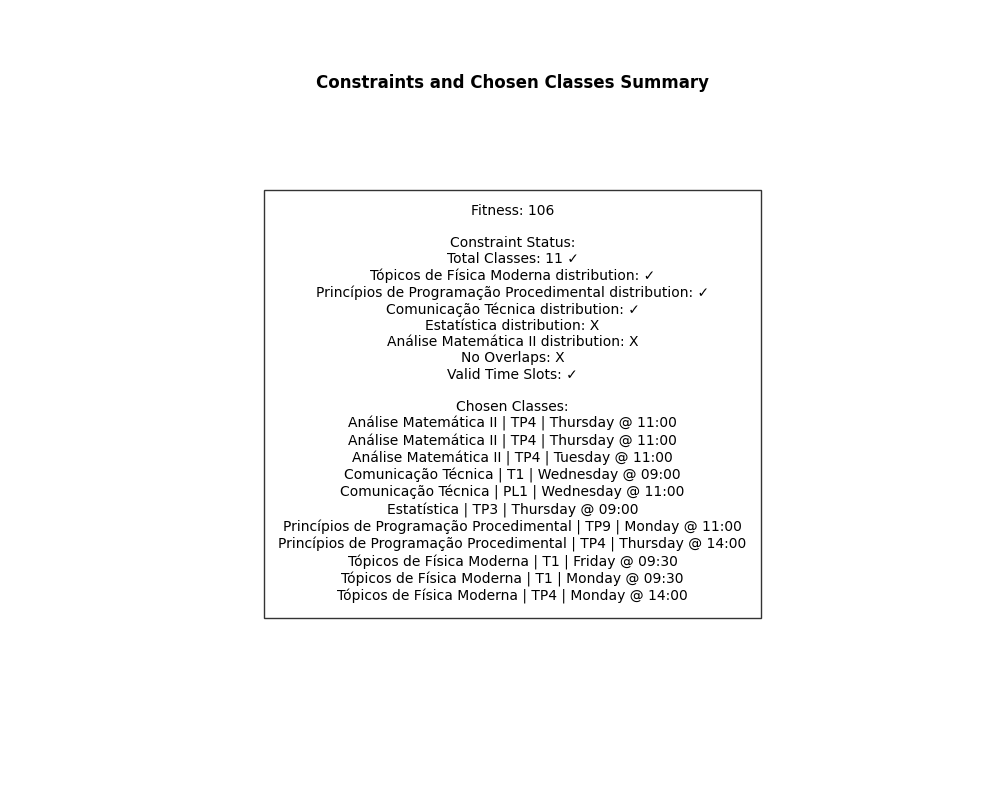 Constraints and Chosen Classes Summary
Fitness: 106
Constraint Status:
Total Classes: 11 ✓
Tópicos de Física Moderna distribution: ✓
Princípios de Programação Procedimental distribution: ✓
Comunicação Técnica distribution: ✓
Estatística distribution: X
Análise Matemática II distribution: X
No Overlaps: X
Valid Time Slots: ✓
Chosen Classes:
Análise Matemática II | TP4 | Thursday @ 11:00
Análise Matemática II | TP4 | Thursday @ 11:00
Análise Matemática II | TP4 | Tuesday @ 11:00
Comunicação Técnica | T1 | Wednesday @ 09:00
Comunicação Técnica | PL1 | Wednesday @ 11:00
Estatística | TP3 | Thursday @ 09:00
Princípios de Programação Procedimental | TP9 | Monday @ 11:00
Princípios de Programação Procedimental | TP4 | Thursday @ 14:00
Tópicos de Física Moderna | T1 | Friday @ 09:30
Tópicos de Física Moderna | T1 | Monday @ 09:30
Tópicos de Física Moderna | TP4 | Monday @ 14:00